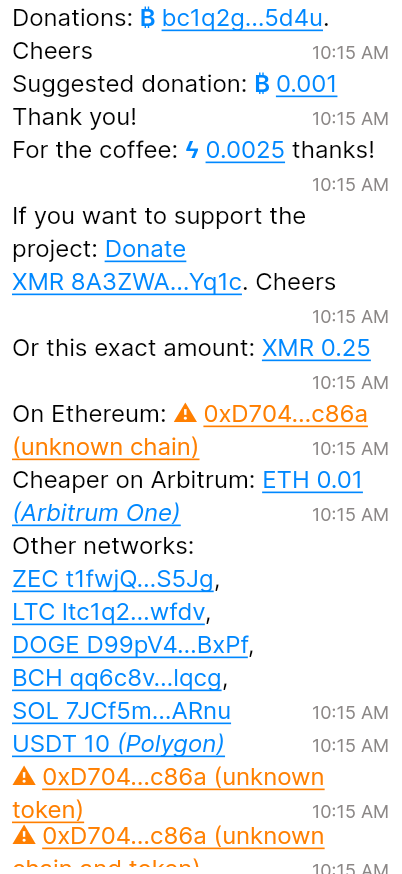 Donations: ₿ bc1q2g...5d4u.
Cheers 10:15 AM
Suggested donation: ₿ 0.001
Thank you! 10:15 AM
For the coffee: ϟ 0.0025 thanks!
10:15 AM
If you want to support the
project: Donate
XMR 8A3ZWA...Yq1c. Cheers
10:15 AM
Or this exact amount: XMR 0.25
10:15 AM
On Ethereum: ⚠ 0xD704...c86a
(unknown chain) 10:15 AM
Cheaper on Arbitrum: ETH 0.01
(Arbitrum One) 10:15 AM
Other networks:
ZEC t1fwjQ...S5Jg,
LTC ltc1q2...wfdv,
DOGE D99pV4...BxPf,
BCH qq6c8v...lqcg,
SOL 7JCf5m...ARnu 10:15 AM
USDT 10 (Polygon) 10:15 AM
⚠ 0xD704...c86a (unknown
token) 10:15 AM
⚠ 0xD704...c86a (unknown
chain and token) 10:15 AM